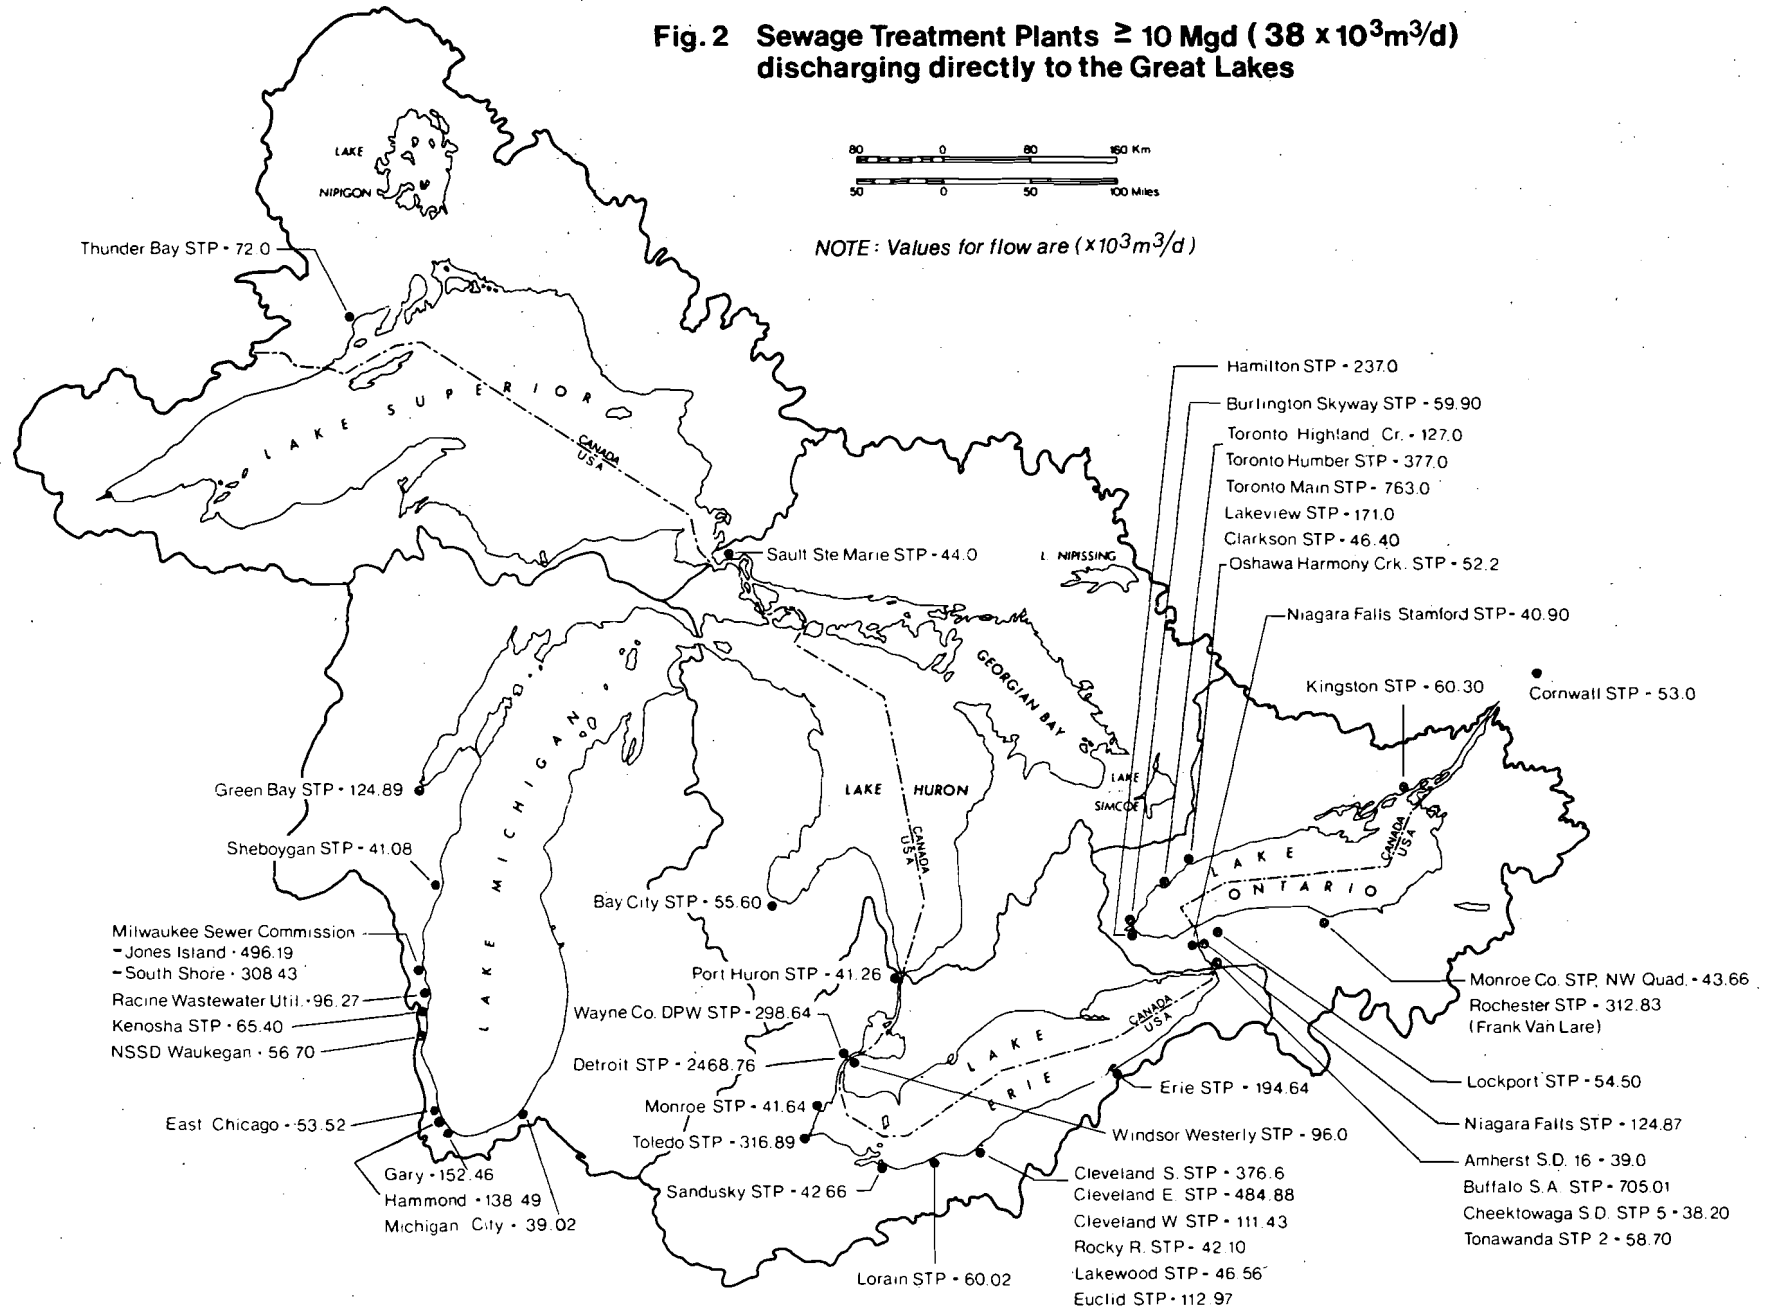 Fig. 2 Sewage Treatment Plants ≥ 10 Mgd ( 38 x 10³m³/d)
discharging directly to the Great Lakes
80 0 80 160 Km
50 0 50 100 Miles
NOTE : Values for flow are (x10³m³/d)
LAKE
NIPIGON
Thunder Bay STP - 72.0
LAKE SUPERIOR
CANADA
USA
Sault Ste Marie STP - 44.0
L. NIPISSING
Hamilton STP - 237.0
Burlington Skyway STP - 59.90
Toronto Highland Cr. - 127.0
Toronto Humber STP - 377.0
Toronto Main STP - 763.0
Lakeview STP - 171.0
Clarkson STP - 46.40
Oshawa Harmony Crk. STP - 52.2
Niagara Falls Stamford STP - 40.90
Kingston STP - 60.30
Cornwall STP - 53.0
GEORGIAN BAY
LAKE MICHIGAN
LAKE HURON
CANADA
USA
LAKE
SIMCOE
LAKE
ONTARIO
CANADA
USA
Green Bay STP - 124.89
Sheboygan STP - 41.08
Bay City STP - 55.60
Milwaukee Sewer Commission
- Jones Island - 496.19
- South Shore - 308 43
Racine Wastewater Util. - 96.27
Kenosha STP - 65.40
NSSD Waukegan - 56 70
East Chicago - 53.52
Gary - 152.46
Hammond - 138 49
Michigan City - 39.02
Port Huron STP - 41.26
Wayne Co. DPW STP - 298.64
Detroit STP - 2468.76
Monroe STP - 41.64
Toledo STP - 316.89
Sandusky STP - 42 66
Lorain STP - 60.02
LAKE
ERIE
CANADA
USA
Erie STP - 194.64
Windsor Westerly STP - 96.0
Cleveland S. STP - 376.6
Cleveland E. STP - 484.88
Cleveland W STP - 111.43
Rocky R. STP - 42.10
Lakewood STP - 46.56
Euclid STP - 112.97
Monroe Co. STP, NW Quad. - 43.66
Rochester STP - 312.83
(Frank Van Lare)
Lockport STP - 54.50
Niagara Falls STP - 124.87
Amherst S.D. 16 - 39.0
Buffalo S.A. STP - 705.01
Cheektowaga S.D. STP 5 - 38.20
Tonawanda STP 2 - 58.70